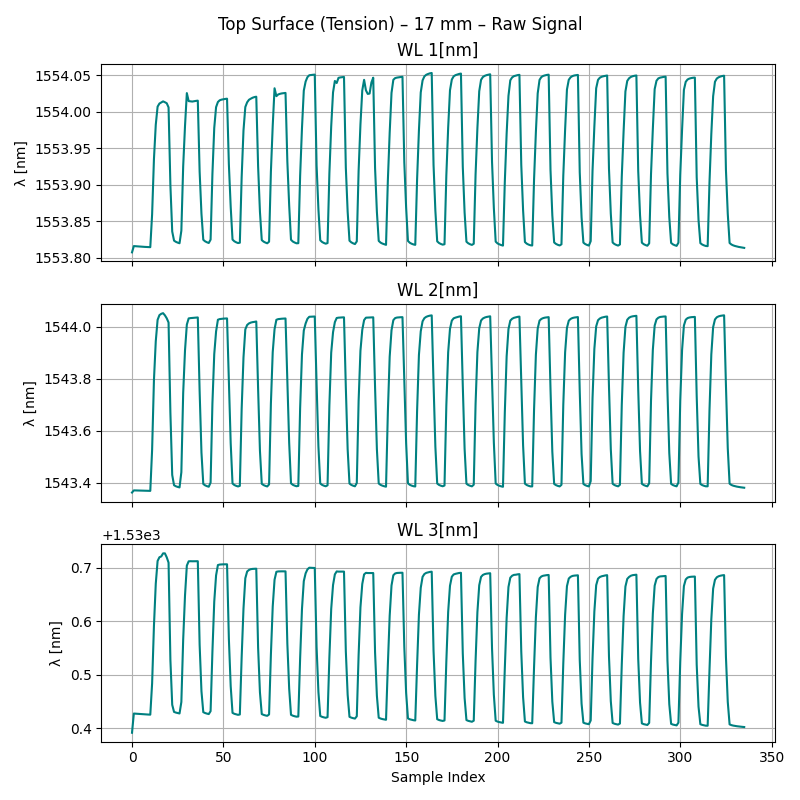 Top Surface (Tension) – 17 mm – Raw Signal
WL 1[nm]
1554.05
1554.00
1553.95
1553.90
1553.85
1553.80
λ [nm]
WL 2[nm]
1544.0
1543.8
1543.6
1543.4
λ [nm]
WL 3[nm]
+1.53e3
0.7
0.6
0.5
0.4
λ [nm]
0 50 100 150 200 250 300 350
Sample Index